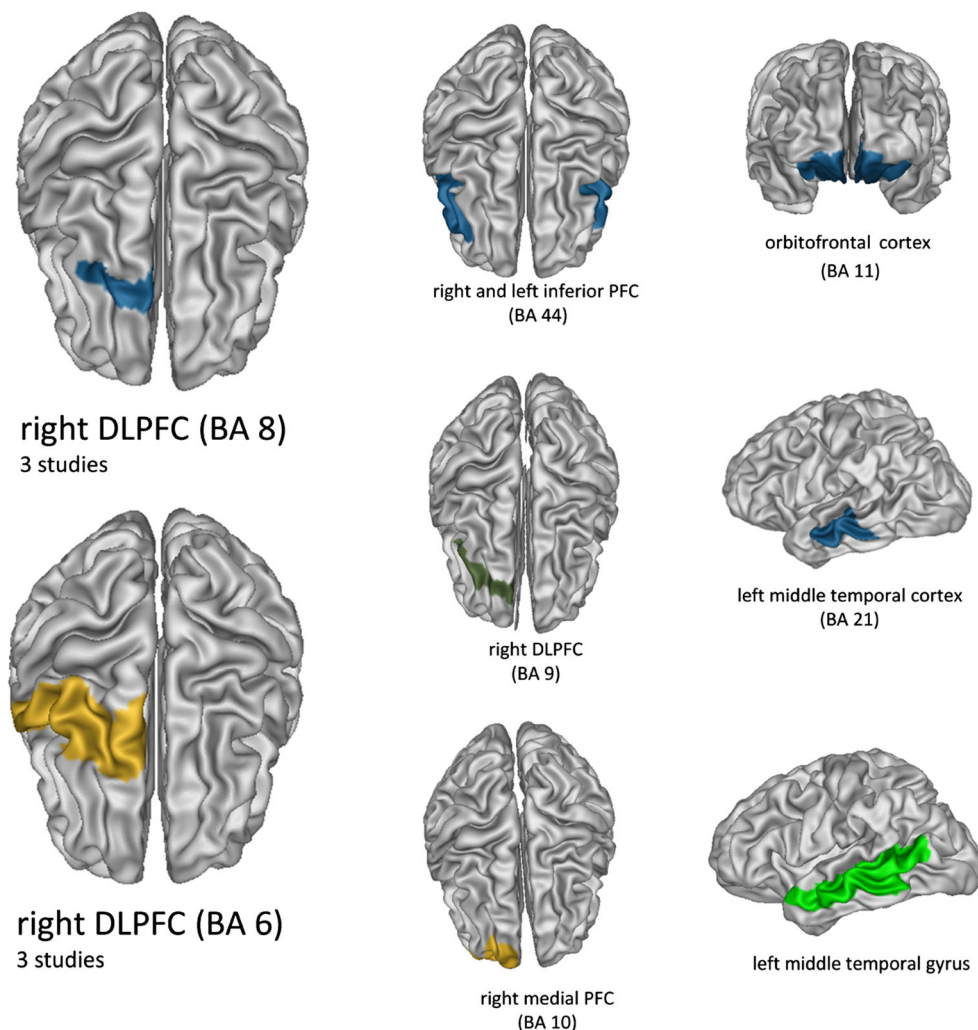 right DLPFC (BA 8)
3 studies
right DLPFC (BA 6)
3 studies
right and left inferior PFC
(BA 44)
right DLPFC
(BA 9)
right medial PFC
(BA 10)
orbitofrontal cortex
(BA 11)
left middle temporal cortex
(BA 21)
left middle temporal gyrus